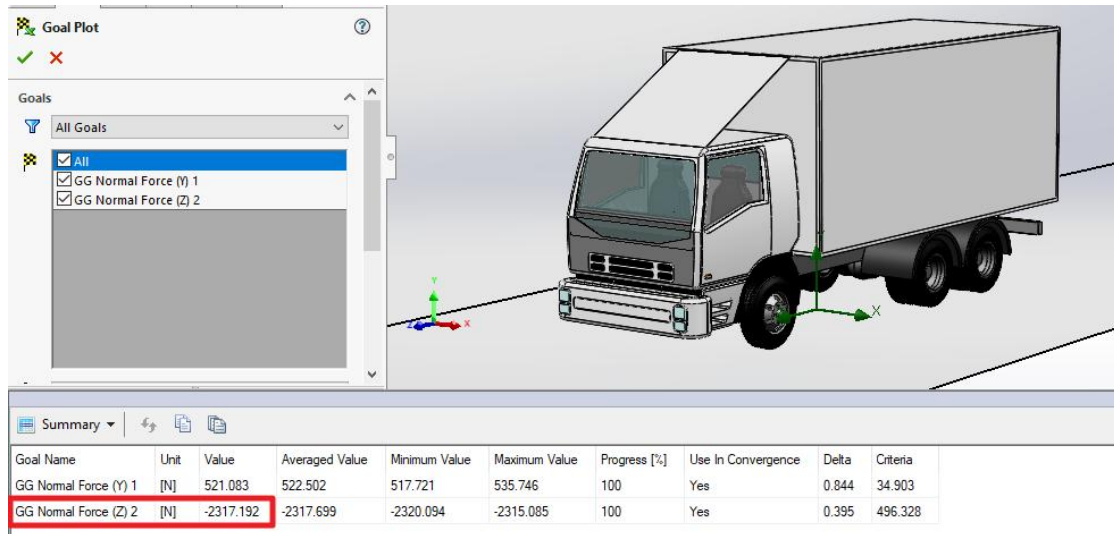 Goal Plot
Goals
All Goals
All
GG Normal Force (Y) 1
GG Normal Force (Z) 2
Y
Z X
X
Summary
Goal Name Unit Value Averaged Value Minimum Value Maximum Value Progress [%] Use In Convergence Delta Criteria
GG Normal Force (Y) 1 [N] 521.083 522.502 517.721 535.746 100 Yes 0.844 34.903
GG Normal Force (Z) 2 [N] -2317.192 -2317.699 -2320.094 -2315.085 100 Yes 0.395 496.328